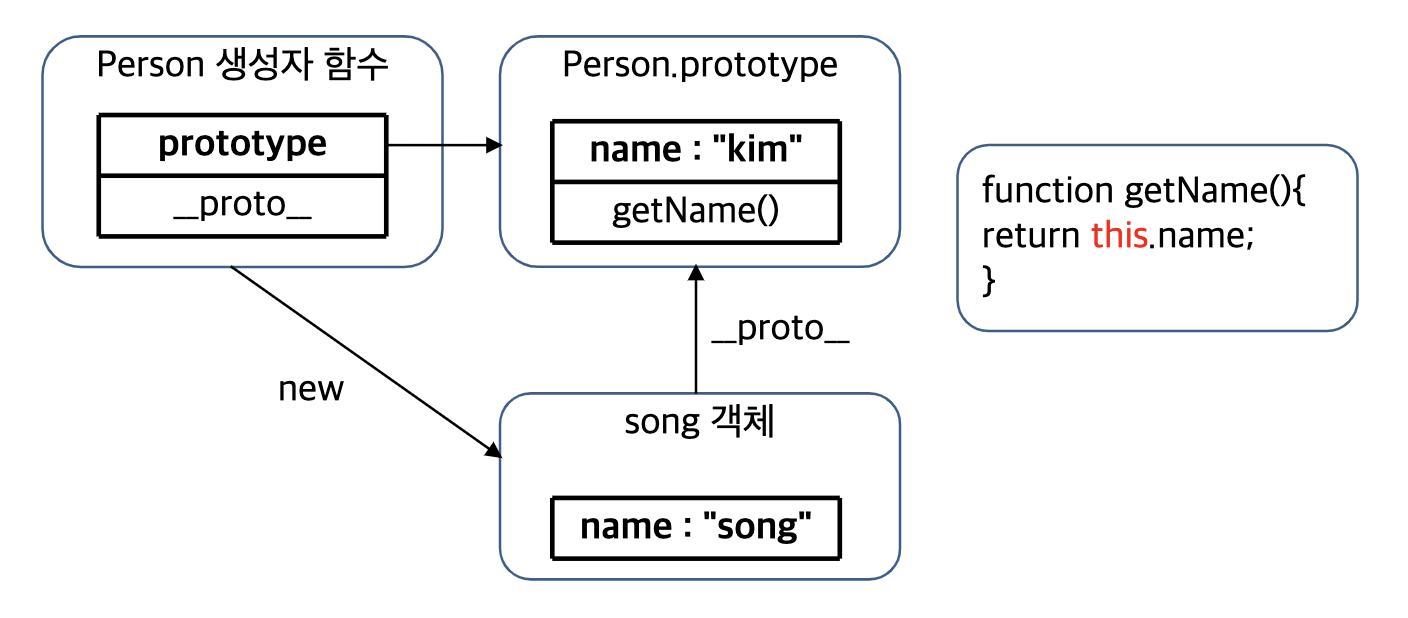 Person 생성자 함수
prototype
__proto__
Person.prototype
name : "kim"
getName()
function getName(){
return this.name;
}
__proto__
new
song 객체
name : "song"